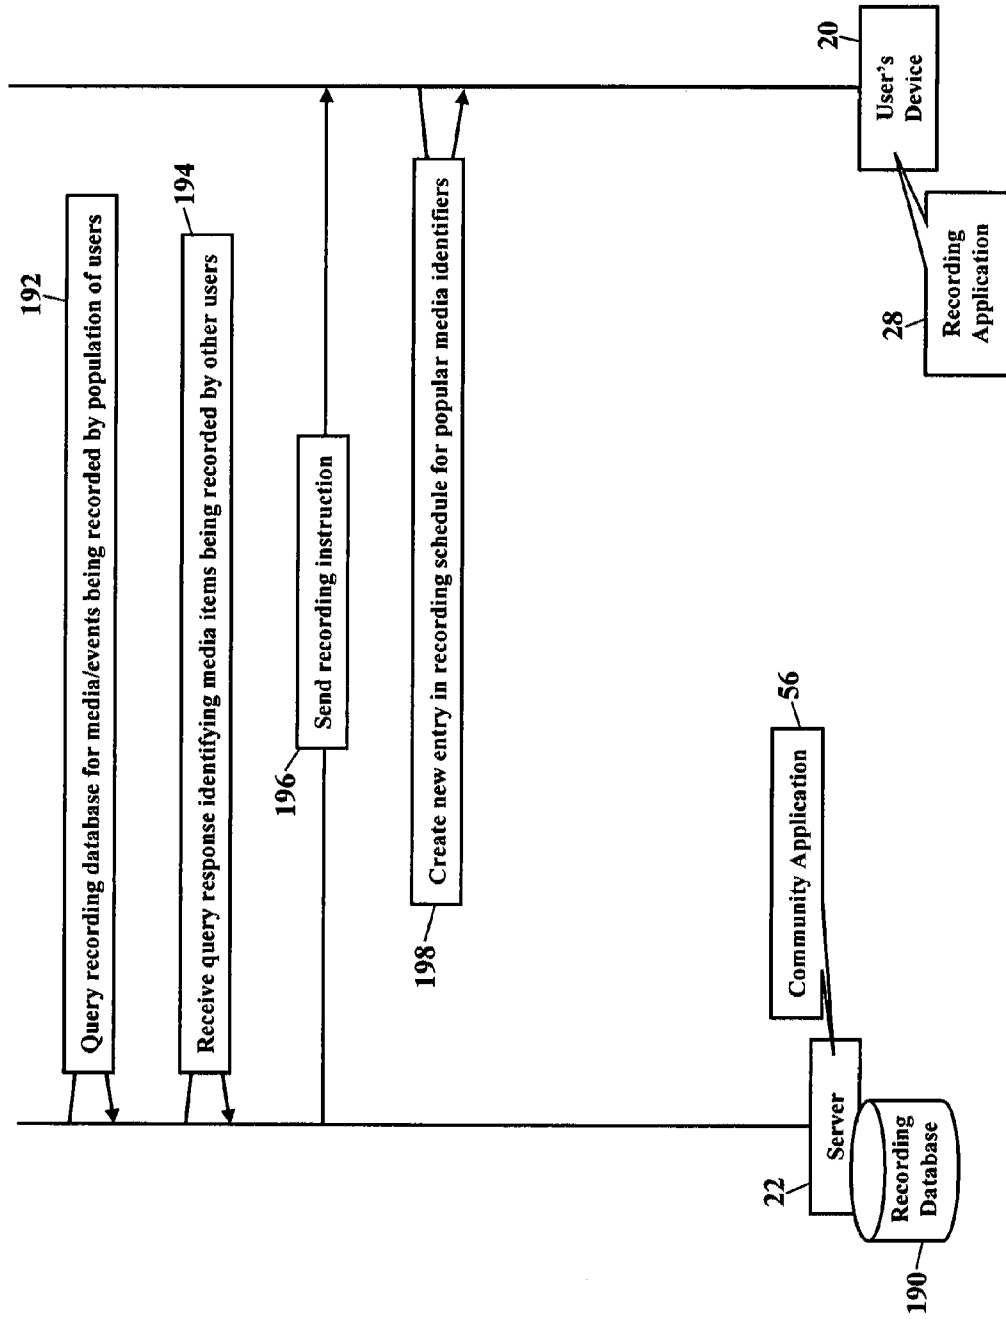 192
Query recording database for media/events being recorded by population of users
194
Receive query response identifying media items being recorded by other users
196
Send recording instruction
198
Create new entry in recording schedule for popular media identifiers
56
Community Application
22
Server
Recording
Database
190
20
User's
Device
28
Recording
Application